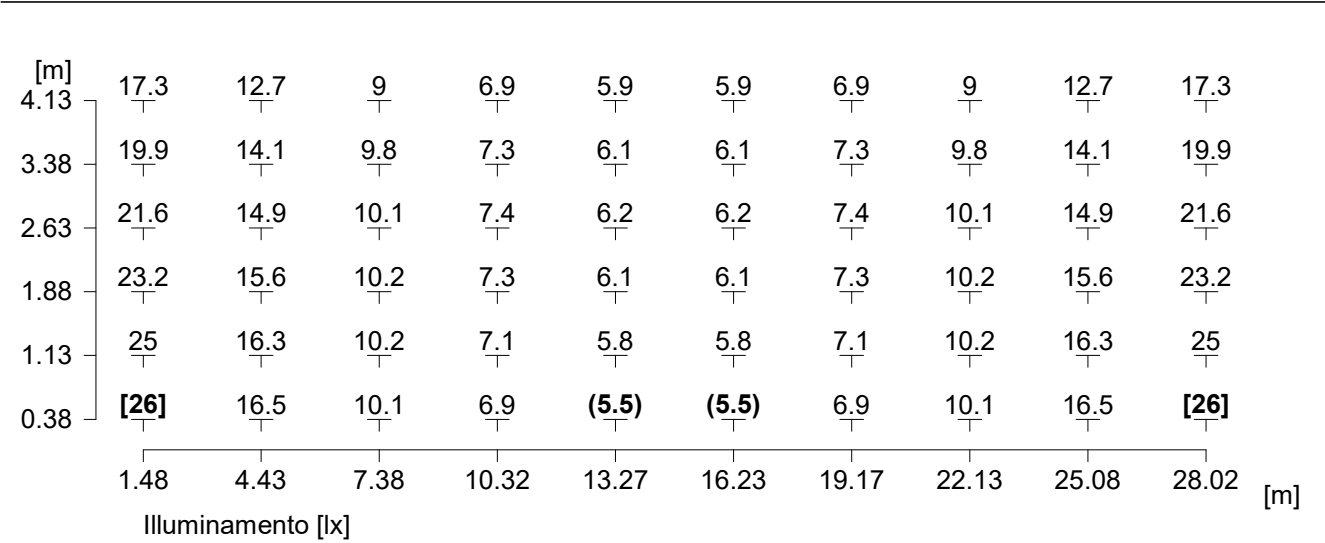 [m]
17.3 12.7 9 6.9 5.9 5.9 6.9 9 12.7 17.3
4.13
19.9 14.1 9.8 7.3 6.1 6.1 7.3 9.8 14.1 19.9
3.38
21.6 14.9 10.1 7.4 6.2 6.2 7.4 10.1 14.9 21.6
2.63
23.2 15.6 10.2 7.3 6.1 6.1 7.3 10.2 15.6 23.2
1.88
25 16.3 10.2 7.1 5.8 5.8 7.1 10.2 16.3 25
1.13
[26] 16.5 10.1 6.9 (5.5) (5.5) 6.9 10.1 16.5 [26]
0.38
1.48 4.43 7.38 10.32 13.27 16.23 19.17 22.13 25.08 28.02
[m]
Illuminamento [lx]